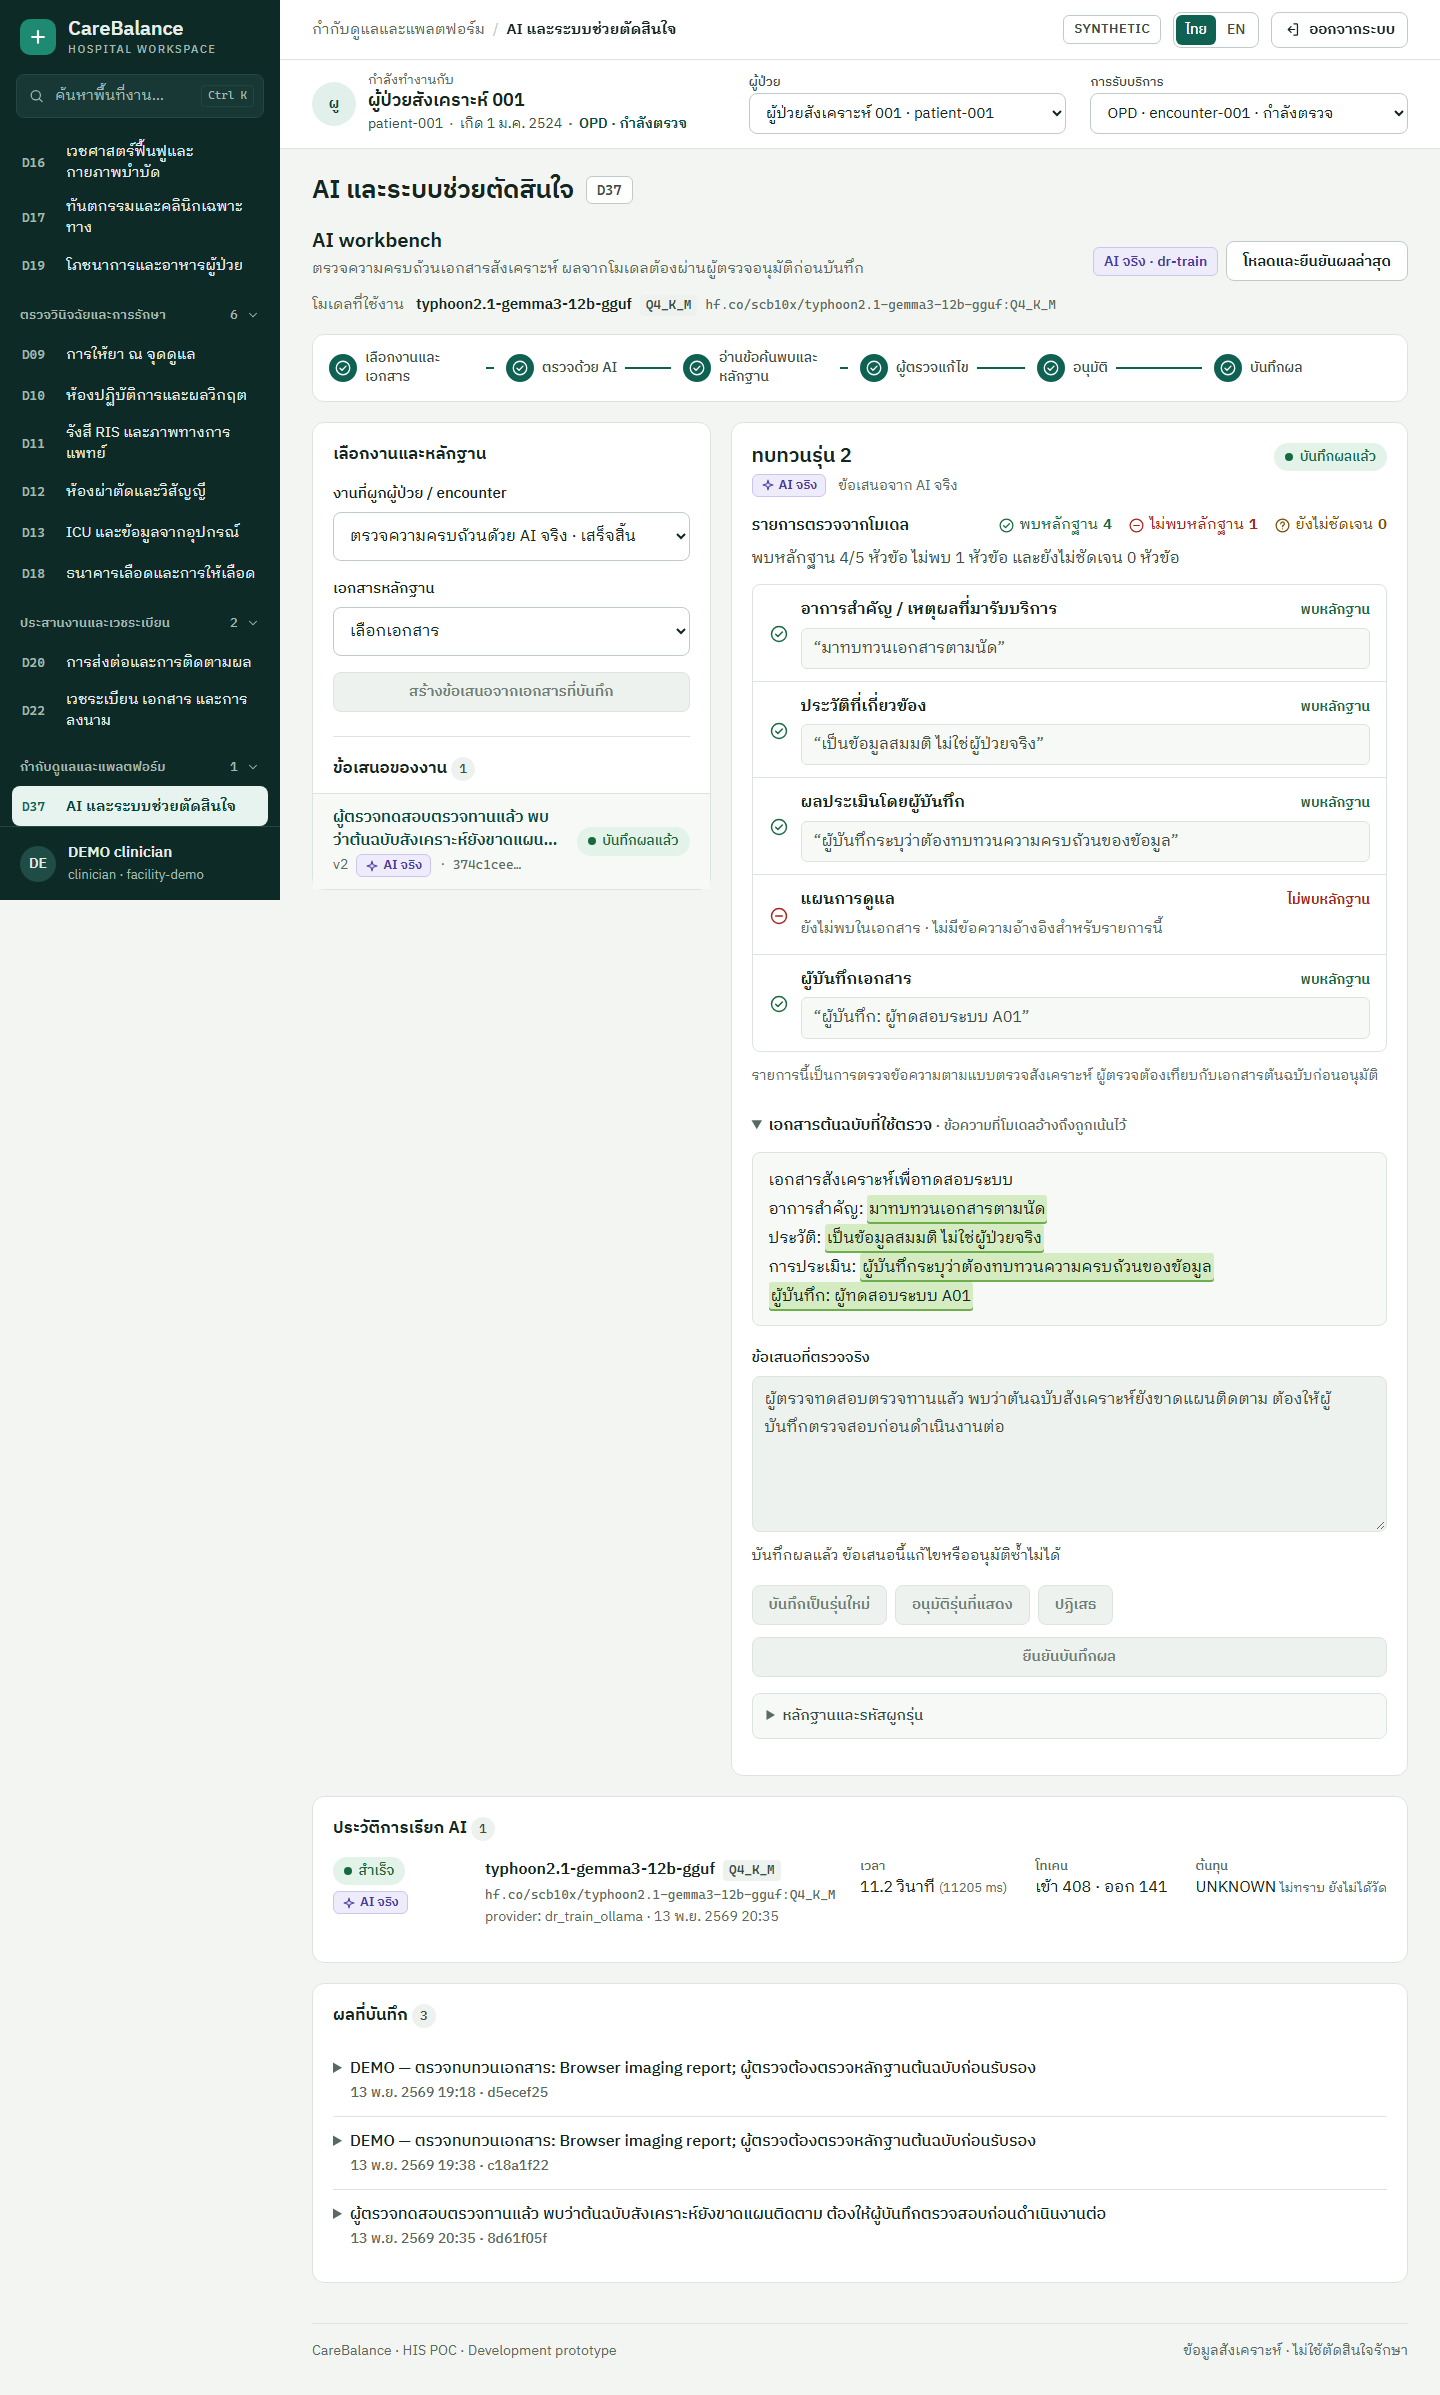 CareBalance
HOSPITAL WORKSPACE
ค้นหาพื้นที่งาน... Ctrl K
D16 เวชศาสตร์ฟื้นฟูและ
กายภาพบำบัด
D17 ทันตกรรมและคลินิกเฉพาะ
ทาง
D19 โภชนาการและอาหารผู้ป่วย
ตรวจวินิจฉัยและการรักษา 6
D09 การให้ยา ณ จุดดูแล
D10 ห้องปฏิบัติการและผลวิกฤต
D11 รังสี RIS และภาพทางการ
แพทย์
D12 ห้องผ่าตัดและวิสัญญี
D13 ICU และข้อมูลจากอุปกรณ์
D18 ธนาคารเลือดและการให้เลือด
ประสานงานและเวชระเบียน 2
D20 การส่งต่อและการติดตามผล
D22 เวชระเบียน เอกสาร และการ
ลงนาม
กำกับดูแลและแพลตฟอร์ม 1
D37 AI และระบบช่วยตัดสินใจ
DE DEMO clinician
clinician · facility-demo
กำกับดูแลและแพลตฟอร์ม / AI และระบบช่วยตัดสินใจ
SYNTHETIC ไทย EN ออกจากระบบ
ผู้ กำลังทำงานกับ
ผู้ป่วยสังเคราะห์ 001
patient-001 · เกิด 1 ม.ค. 2524 · OPD · กำลังตรวจ
ผู้ป่วย
ผู้ป่วยสังเคราะห์ 001 · patient-001
การรับบริการ
OPD · encounter-001 · กำลังตรวจ
AI และระบบช่วยตัดสินใจ D37
AI workbench
ตรวจความครบถ้วนเอกสารสังเคราะห์ ผลจากโมเดลต้องผ่านผู้ตรวจอนุมัติก่อนบันทึก
AI จริง · dr-train โหลดและยืนยันผลล่าสุด
โมเดลที่ใช้งาน typhoon2.1-gemma3-12b-gguf Q4_K_M hf.co/scb10x/typhoon2.1-gemma3-12b-gguf:Q4_K_M
เลือกงานและ
เอกสาร
ตรวจด้วย AI
อ่านข้อค้นพบและ
หลักฐาน
ผู้ตรวจแก้ไข
อนุมัติ
บันทึกผล
เลือกงานและหลักฐาน
งานที่ผูกผู้ป่วย / encounter
ตรวจความครบถ้วนด้วย AI จริง · เสร็จสิ้น
เอกสารหลักฐาน
เลือกเอกสาร
สร้างข้อเสนอจากเอกสารที่บันทึก
ข้อเสนอของงาน 1
ผู้ตรวจทดสอบตรวจทานแล้ว พบ
ว่าต้นฉบับสังเคราะห์ยังขาดแผน...
v2 AI จริง · 374c1cee…
บันทึกผลแล้ว
ทบทวนรุ่น 2
บันทึกผลแล้ว
AI จริง ข้อเสนอจาก AI จริง
รายการตรวจจากโมเดล พบหลักฐาน 4 ไม่พบหลักฐาน 1 ยังไม่ชัดเจน 0
พบหลักฐาน 4/5 หัวข้อ ไม่พบ 1 หัวข้อ และยังไม่ชัดเจน 0 หัวข้อ
อาการสำคัญ / เหตุผลที่มารับบริการ พบหลักฐาน
“มาทบทวนเอกสารตามนัด”
ประวัติที่เกี่ยวข้อง พบหลักฐาน
“เป็นข้อมูลสมมติ ไม่ใช่ผู้ป่วยจริง”
ผลประเมินโดยผู้บันทึก พบหลักฐาน
“ผู้บันทึกระบุว่าต้องทบทวนความครบถ้วนของข้อมูล”
แผนการดูแล ไม่พบหลักฐาน
ยังไม่พบในเอกสาร · ไม่มีข้อความอ้างอิงสำหรับรายการนี้
ผู้บันทึกเอกสาร พบหลักฐาน
“ผู้บันทึก: ผู้ทดสอบระบบ A01”
รายการนี้เป็นการตรวจข้อความตามแบบตรวจสังเคราะห์ ผู้ตรวจต้องเทียบกับเอกสารต้นฉบับก่อนอนุมัติ
เอกสารต้นฉบับที่ใช้ตรวจ · ข้อความที่โมเดลอ้างถึงถูกเน้นไว้
เอกสารสังเคราะห์เพื่อทดสอบระบบ
อาการสำคัญ: มาทบทวนเอกสารตามนัด
ประวัติ: เป็นข้อมูลสมมติ ไม่ใช่ผู้ป่วยจริง
การประเมิน: ผู้บันทึกระบุว่าต้องทบทวนความครบถ้วนของข้อมูล
ผู้บันทึก: ผู้ทดสอบระบบ A01
ข้อเสนอที่ตรวจจริง
ผู้ตรวจทดสอบตรวจทานแล้ว พบว่าต้นฉบับสังเคราะห์ยังขาดแผนติดตาม ต้องให้ผู้
บันทึกตรวจสอบก่อนดำเนินงานต่อ
บันทึกผลแล้ว ข้อเสนอนี้แก้ไขหรืออนุมัติซ้ำไม่ได้
บันทึกเป็นรุ่นใหม่ อนุมัติรุ่นที่แสดง ปฏิเสธ
ยืนยันบันทึกผล
หลักฐานและรหัสผูกรุ่น
ประวัติการเรียก AI 1
สำเร็จ
AI จริง
typhoon2.1-gemma3-12b-gguf Q4_K_M
hf.co/scb10x/typhoon2.1-gemma3-12b-gguf:Q4_K_M
provider: dr_train_ollama · 13 พ.ย. 2569 20:35
เวลา
11.2 วินาที (11205 ms)
โทเคน
เข้า 408 · ออก 141
ต้นทุน
UNKNOWN ไม่ทราบ ยังไม่ได้วัด
ผลที่บันทึก 3
DEMO — ตรวจทบทวนเอกสาร: Browser imaging report; ผู้ตรวจต้องตรวจหลักฐานต้นฉบับก่อนรับรอง
13 พ.ย. 2569 19:18 · d5ecef25
DEMO — ตรวจทบทวนเอกสาร: Browser imaging report; ผู้ตรวจต้องตรวจหลักฐานต้นฉบับก่อนรับรอง
13 พ.ย. 2569 19:38 · c18a1f22
ผู้ตรวจทดสอบตรวจทานแล้ว พบว่าต้นฉบับสังเคราะห์ยังขาดแผนติดตาม ต้องให้ผู้บันทึกตรวจสอบก่อนดำเนินงานต่อ
13 พ.ย. 2569 20:35 · 8d61f05f
CareBalance · HIS POC · Development prototype
ข้อมูลสังเคราะห์ · ไม่ใช้ตัดสินใจรักษา